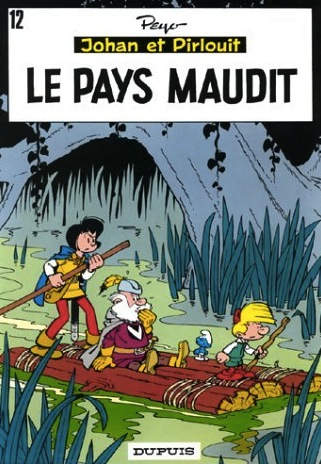 12
Peyo
Johan et Pirlouit
LE PAYS MAUDIT
DUPUIS